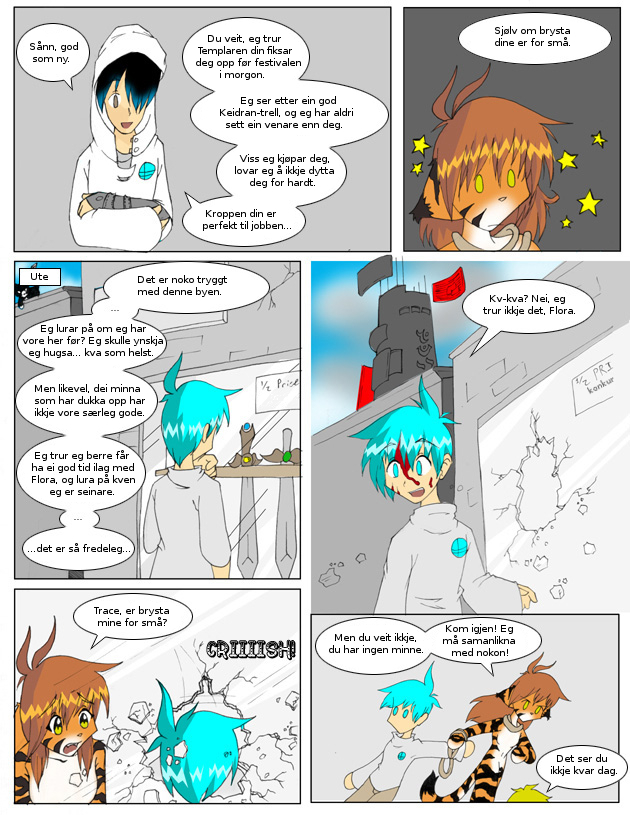 Sånn, god
som ny.
Du veit, eg trur
Templaren din fiksar
deg opp før festivalen
i morgon.
Eg ser etter ein god
Keidran-trell, og eg har aldri
sett ein venare enn deg.
Viss eg kjøpar deg,
lovar eg å ikkje dytta
deg for hardt.
Kroppen din er
perfekt til jobben...
Sjølv om brysta
dine er for små.
Ute
Det er noko tryggt
med denne byen.
...
Eg lurar på om eg har
vore her før? Eg skulle ynskja
eg hugsa... kva som helst.
Men likevel, dei minna
som har dukka opp har
ikkje vore særleg gode.
Eg trur eg berre får
ha ei god tid ilag med
Flora, og lura på kven
eg er seinare.
...
...det er så fredeleg...
1/2 Prise
Trace, er brysta
mine for små?
CRIIIISH!
Kv-kva? Nei, eg
trur ikkje det, Flora.
1/2 PRI
konkur
Men du veit ikkje,
du har ingen minne.
Kom igjen! Eg
må samanlikna
med nokon!
Det ser du
ikkje kvar dag.